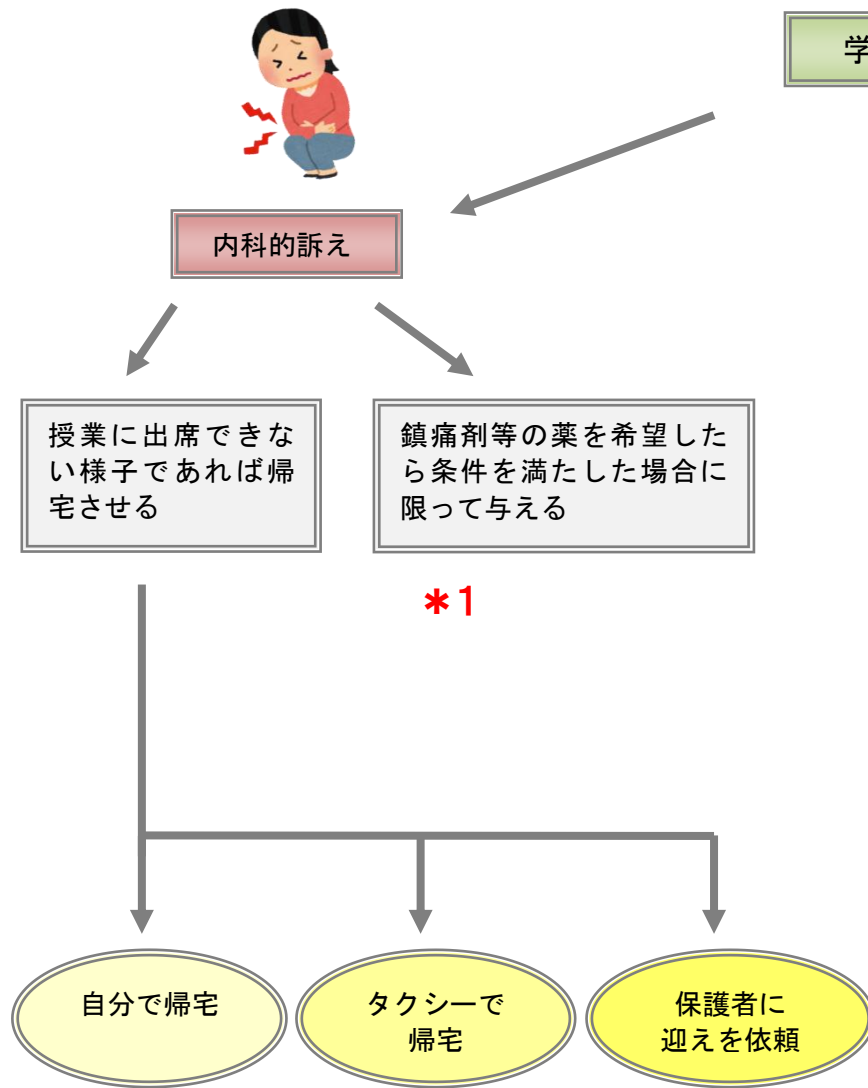 学
内科的訴え
授業に出席できな
い様子であれば帰
宅させる
鎮痛剤等の薬を希望した
ら条件を満たした場合に
限って与える
＊1
自分で帰宅
タクシーで
帰宅
保護者に
迎えを依頼